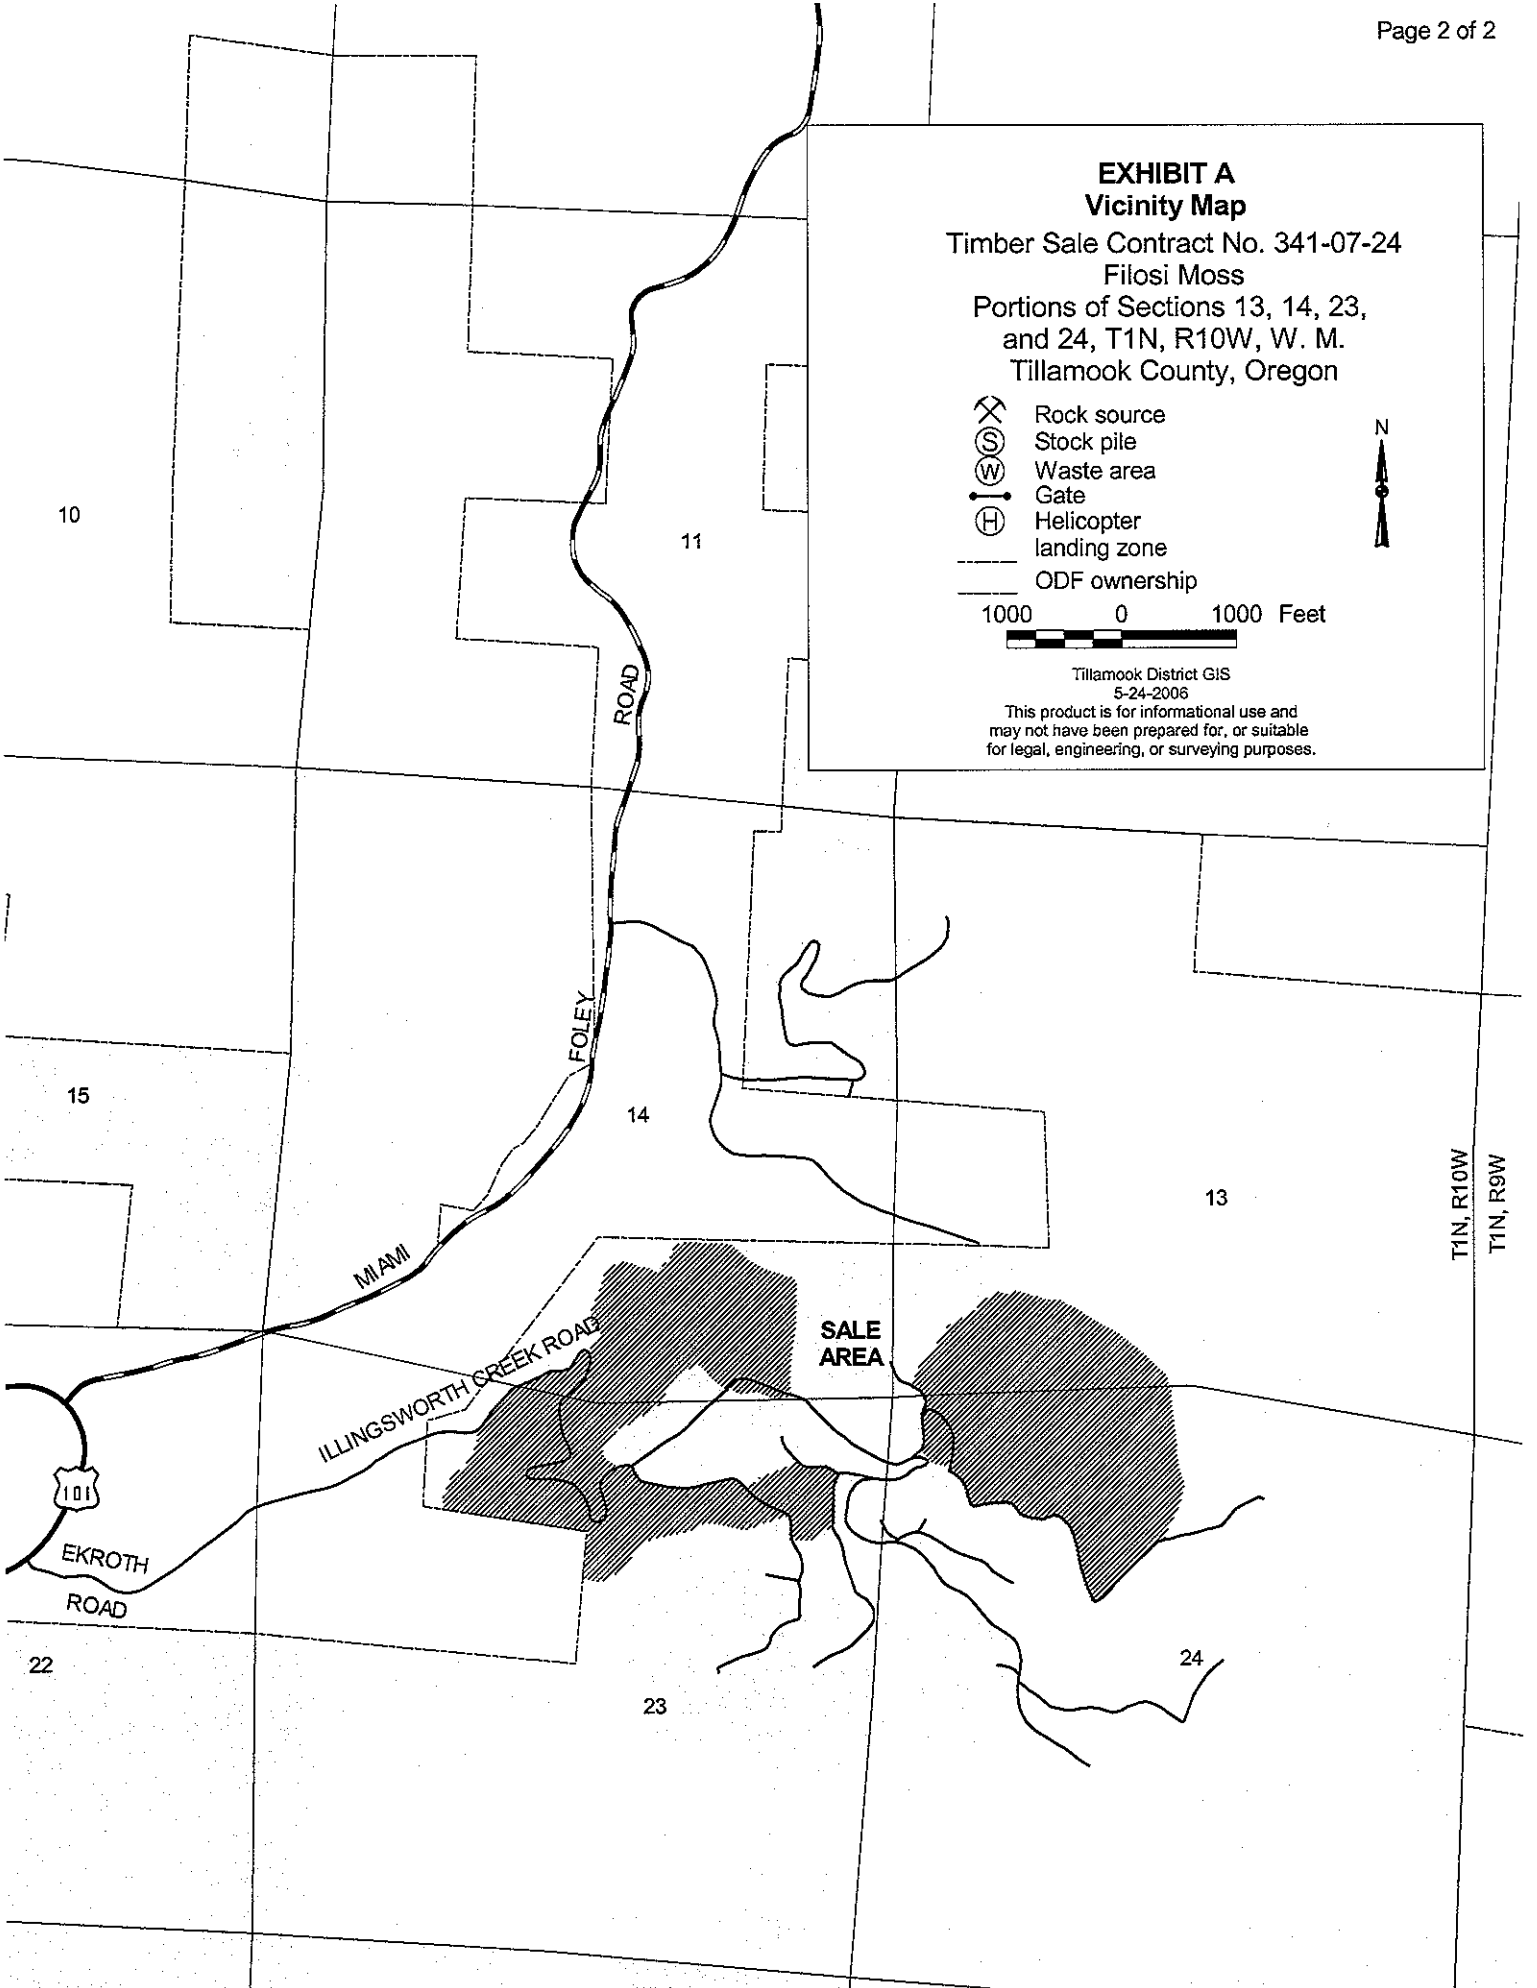 Page 2 of 2
EXHIBIT A
Vicinity Map
Timber Sale Contract No. 341-07-24
Filosi Moss
Portions of Sections 13, 14, 23,
and 24, T1N, R10W, W. M.
Tillamook County, Oregon
Rock source
S Stock pile
W Waste area
Gate
H Helicopter
landing zone
ODF ownership
N
1000 0 1000 Feet
Tillamook District GIS
5-24-2006
This product is for informational use and
may not have been prepared for, or suitable
for legal, engineering, or surveying purposes.
10
11
ROAD
FOLEY
MIAMI
15
14
13
T1N, R10W
T1N, R9W
SALE
AREA
ILLINGSWORTH CREEK ROAD
101
EKROTH
ROAD
22
23
24